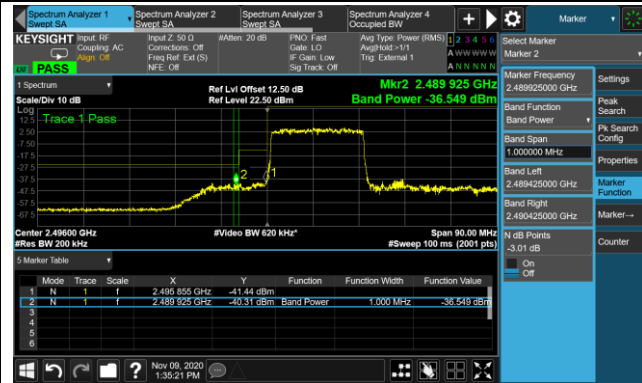 Spectrum Analyzer 1
Swept SA
Spectrum Analyzer 2
Swept SA
Spectrum Analyzer 3
Swept SA
Spectrum Analyzer 4
Occupied BW
+
Marker
KEYSIGHT
Input: RF
Coupling: AC
Align: Off
Input Z: 50 Ω
Corrections: Off
Freq Ref: Ext (S)
NFE: Off
#Atten: 20 dB
PNO: Fast
Gate: LO
IF Gain: Low
Sig Track: Off
Avg Type: Power (RMS)
Avg|Hold:>1/1
Trig: External 1
1 2 3 4 5 6
A W W W W W
A N N N N N
PASS
Select Marker
Marker 2
1 Spectrum
Scale/Div 10 dB
Ref Lvl Offset 12.50 dB
Ref Level 22.50 dBm
Mkr2 2.489 925 GHz
Band Power -36.549 dBm
Log
Trace 1 Pass
12.5
2.50
-7.50
-17.5
-27.5
-37.5
-47.5
-57.5
-67.5
2
1
Center 2.49600 GHz
#Res BW 200 kHz
#Video BW 620 kHz*
Span 90.00 MHz
#Sweep 100 ms (2001 pts)
5 Marker Table
Mode Trace Scale X Y Function Function Width Function Value
1 N 1 f 2.495 855 GHz -41.44 dBm
2 N 1 f 2.489 925 GHz -40.31 dBm Band Power 1.000 MHz -36.549 dBm
3
4
5
6
Marker Frequency
2.489925000 GHz
Band Function
Band Power
Band Span
1.000000 MHz
Band Left
2.489425000 GHz
Band Right
2.490425000 GHz
N dB Points
-3.01 dB
On
Off
Settings
Peak
Search
Pk Search
Config
Properties
Marker
Function
Marker→
Counter
?
Nov 09, 2020
1:35:21 PM